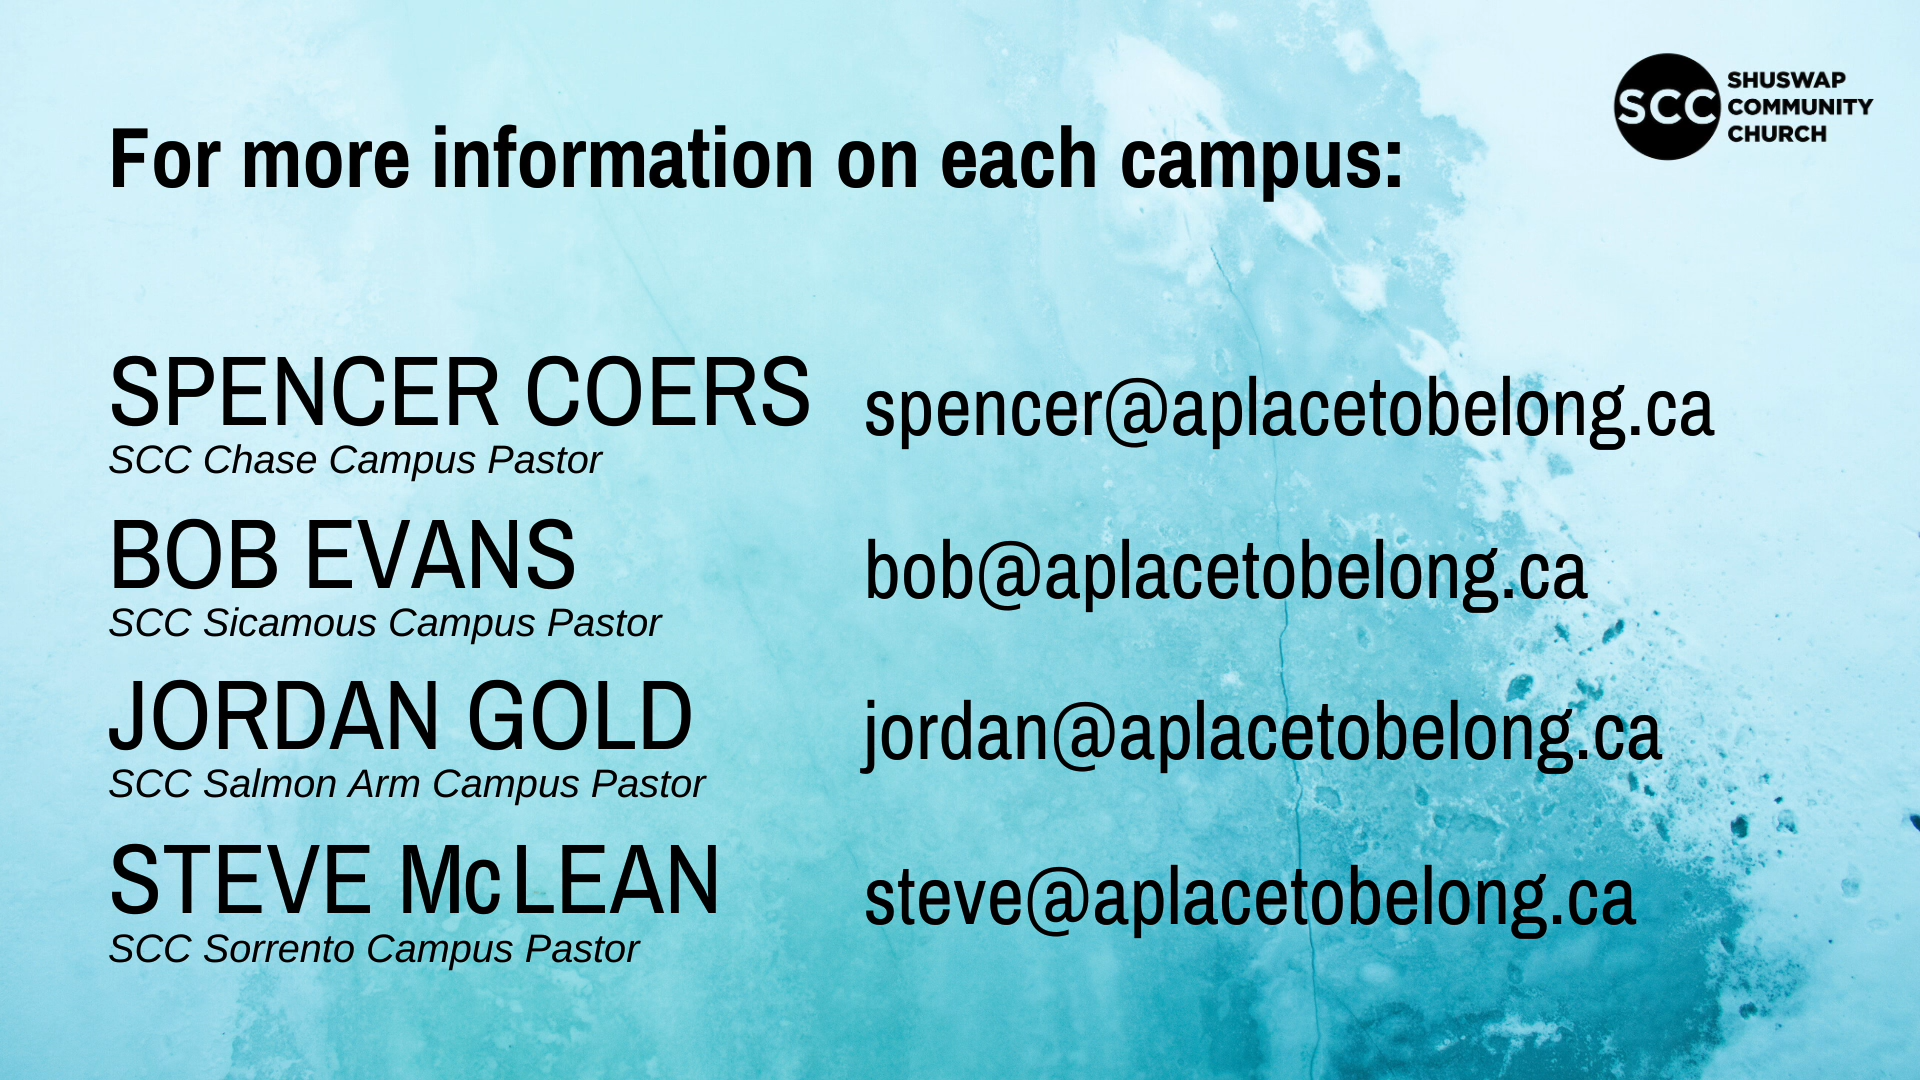 SCC
SHUSWAP
COMMUNITY
CHURCH
For more information on each campus:
SPENCER COERS
SCC Chase Campus Pastor
spencer@aplacetobelong.ca
BOB EVANS
SCC Sicamous Campus Pastor
bob@aplacetobelong.ca
JORDAN GOLD
SCC Salmon Arm Campus Pastor
jordan@aplacetobelong.ca
STEVE McLEAN
SCC Sorrento Campus Pastor
steve@aplacetobelong.ca